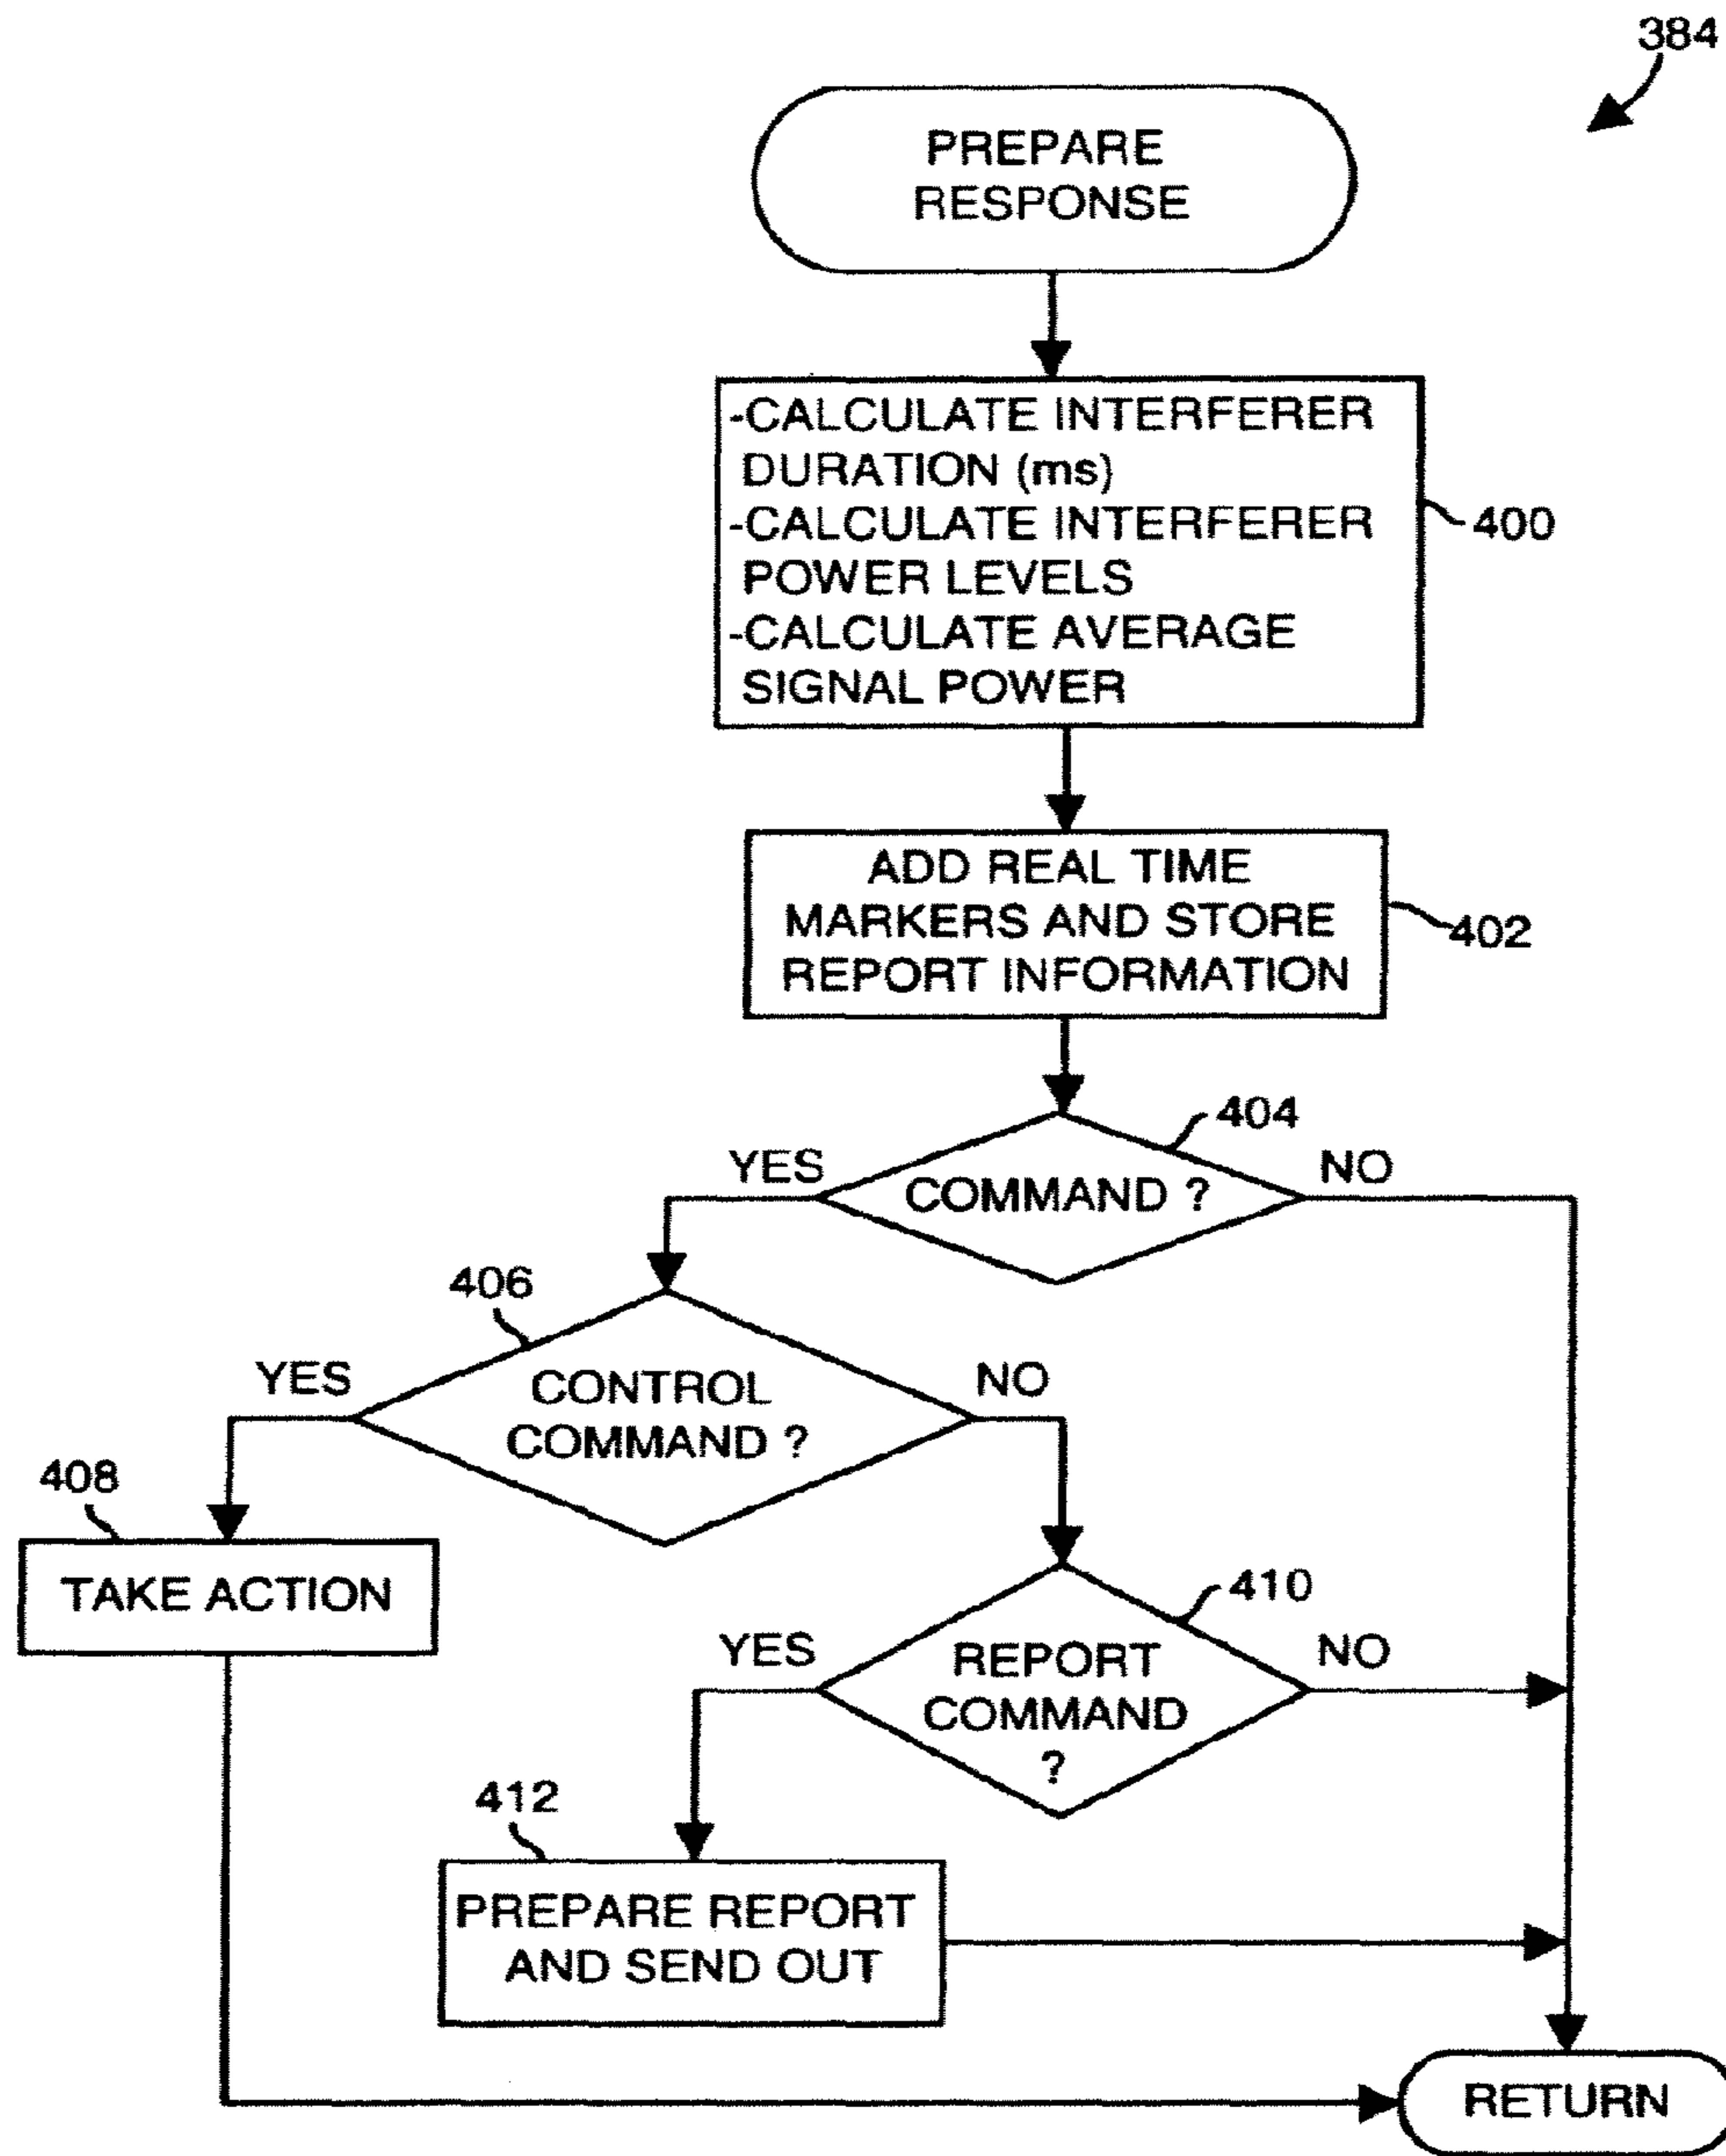 384
PREPARE
RESPONSE
-CALCULATE INTERFERER
DURATION (ms)
-CALCULATE INTERFERER
POWER LEVELS
-CALCULATE AVERAGE
SIGNAL POWER
400
ADD REAL TIME
MARKERS AND STORE
REPORT INFORMATION
402
404
YES
COMMAND ?
NO
406
YES
CONTROL
COMMAND ?
NO
408
TAKE ACTION
410
YES
REPORT
COMMAND
?
NO
412
PREPARE REPORT
AND SEND OUT
RETURN